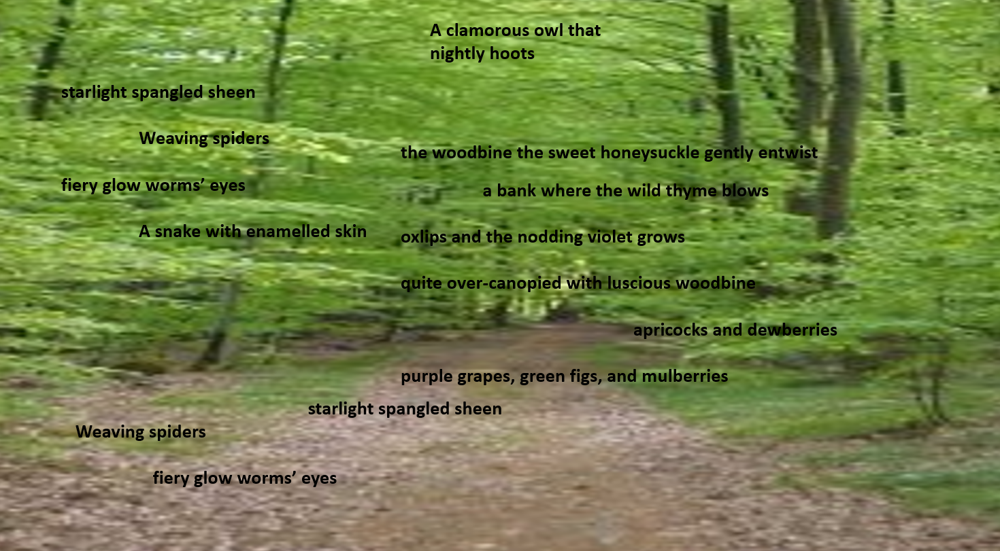 A clamorous owl that
nightly hoots
starlight spangled sheen
Weaving spiders
the woodbine the sweet honeysuckle gently entwist
fiery glow worms’ eyes
a bank where the wild thyme blows
A snake with enamelled skin
oxlips and the nodding violet grows
quite over-canopied with luscious woodbine
apricocks and dewberries
purple grapes, green figs, and mulberries
starlight spangled sheen
Weaving spiders
fiery glow worms’ eyes